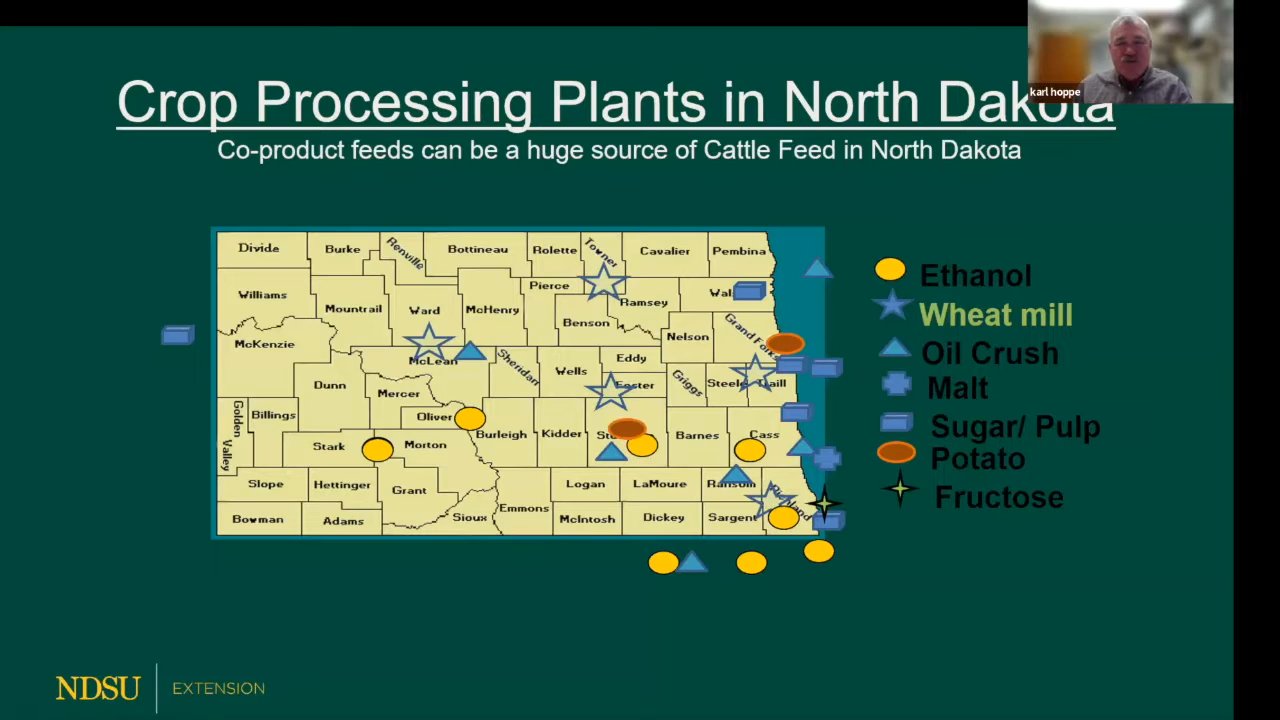 karl hoppe
Crop Processing Plants in North Dakota
Co-product feeds can be a huge source of Cattle Feed in North Dakota
Divide Burke Renville Bottineau Rolette Towner Cavalier Pembina
Williams Mountrail Ward McHenry Pierce Benson Ramsey Wal
McKenzie McLean Sheridan Wells Eddy Nelson Grand Forks
Dunn Mercer Foster Griggs Steele Traill
Golden Valley Billings Stark Oliver Morton Burleigh Kidder Stu Barnes Cass
Slope Hettinger Grant Emmons Logan LaMoure Ransom Richland
Bowman Adams Sioux McIntosh Dickey Sargent
Ethanol
Wheat mill
Oil Crush
Malt
Sugar/ Pulp
Potato
Fructose
NDSU EXTENSION